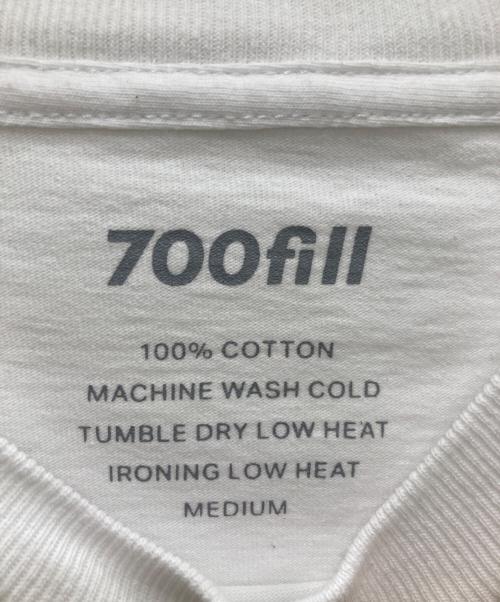 700fill
100% COTTON
MACHINE WASH COLD
TUMBLE DRY LOW HEAT
IRONING LOW HEAT
MEDIUM